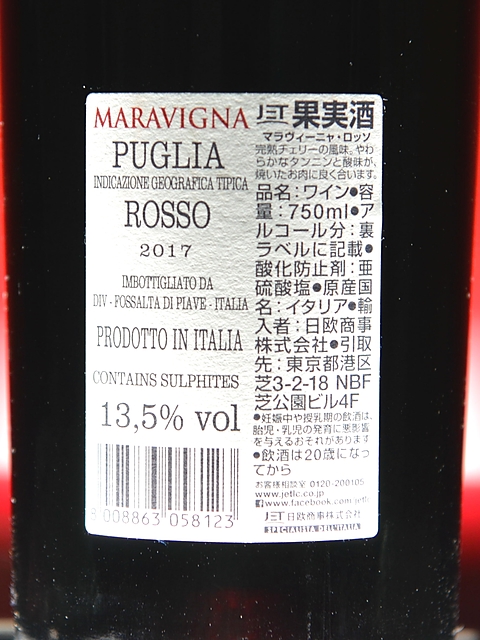 MARAVIGNA
PUGLIA
INDICAZIONE GEOGRAFICA TIPICA
ROSSO
2017
IMBOTTIGLIATO DA
DIV - FOSSALTA DI PIAVE - ITALIA
PRODOTTO IN ITALIA
CONTAINS SULPHITES
13,5% vol
8 008863 058123
JET 果実酒
マラヴィーニャ・ロッソ
完熟チェリーの風味。やわ
らかなタンニンと酸味が、
焼いたお肉に良く合います。
品名:ワイン●容
量:750ml●ア
ルコール分:裏
ラベルに記載●
酸化防止剤:亜
硫酸塩●原産国
名:イタリア●輸
入者:日欧商事
株式会社●引取
先:東京都港区
芝3-2-18 NBF
芝公園ビル4F
●妊娠中や授乳期の飲酒は、
胎児・乳児の発育に悪影響
を与えるおそれがあります
●飲酒は20歳になっ
てから
お客様相談室 0120-200105
www.jetlc.co.jp
www.facebook.com/jetlc
JET 日欧商事株式会社
SPECIALISTA DELL'ITALIA